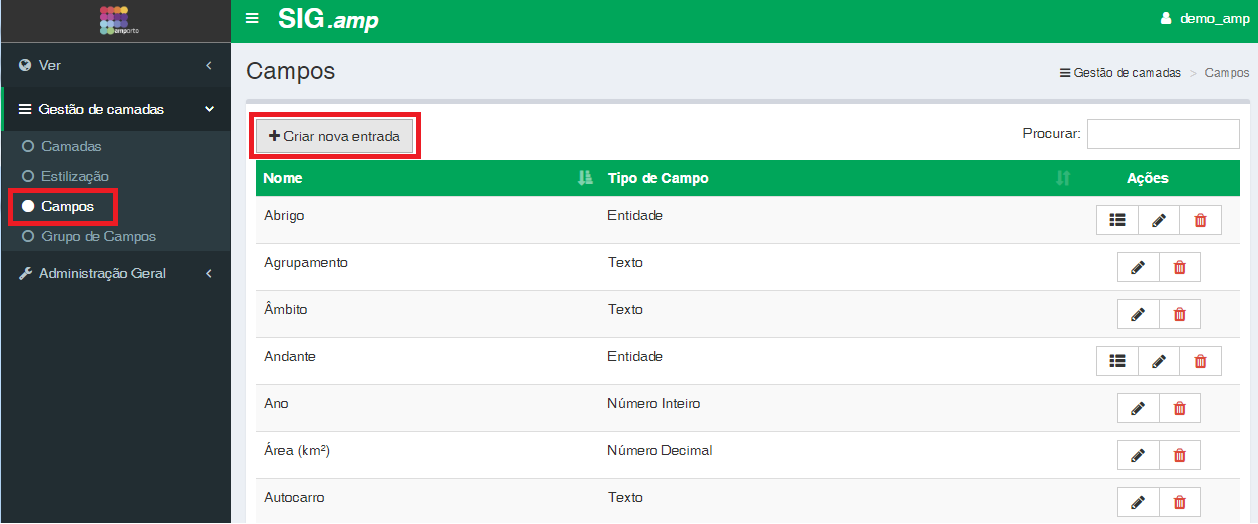 amporto
SIG.amp
demo_amp
Ver
Gestão de camadas
Camadas
Estilização
Campos
Grupo de Campos
Administração Geral
Campos
Gestão de camadas > Campos
Criar nova entrada
Procurar:
Nome Tipo de Campo Ações
Abrigo Entidade
Agrupamento Texto
Âmbito Texto
Andante Entidade
Ano Número Inteiro
Área (km²) Número Decimal
Autocarro Texto